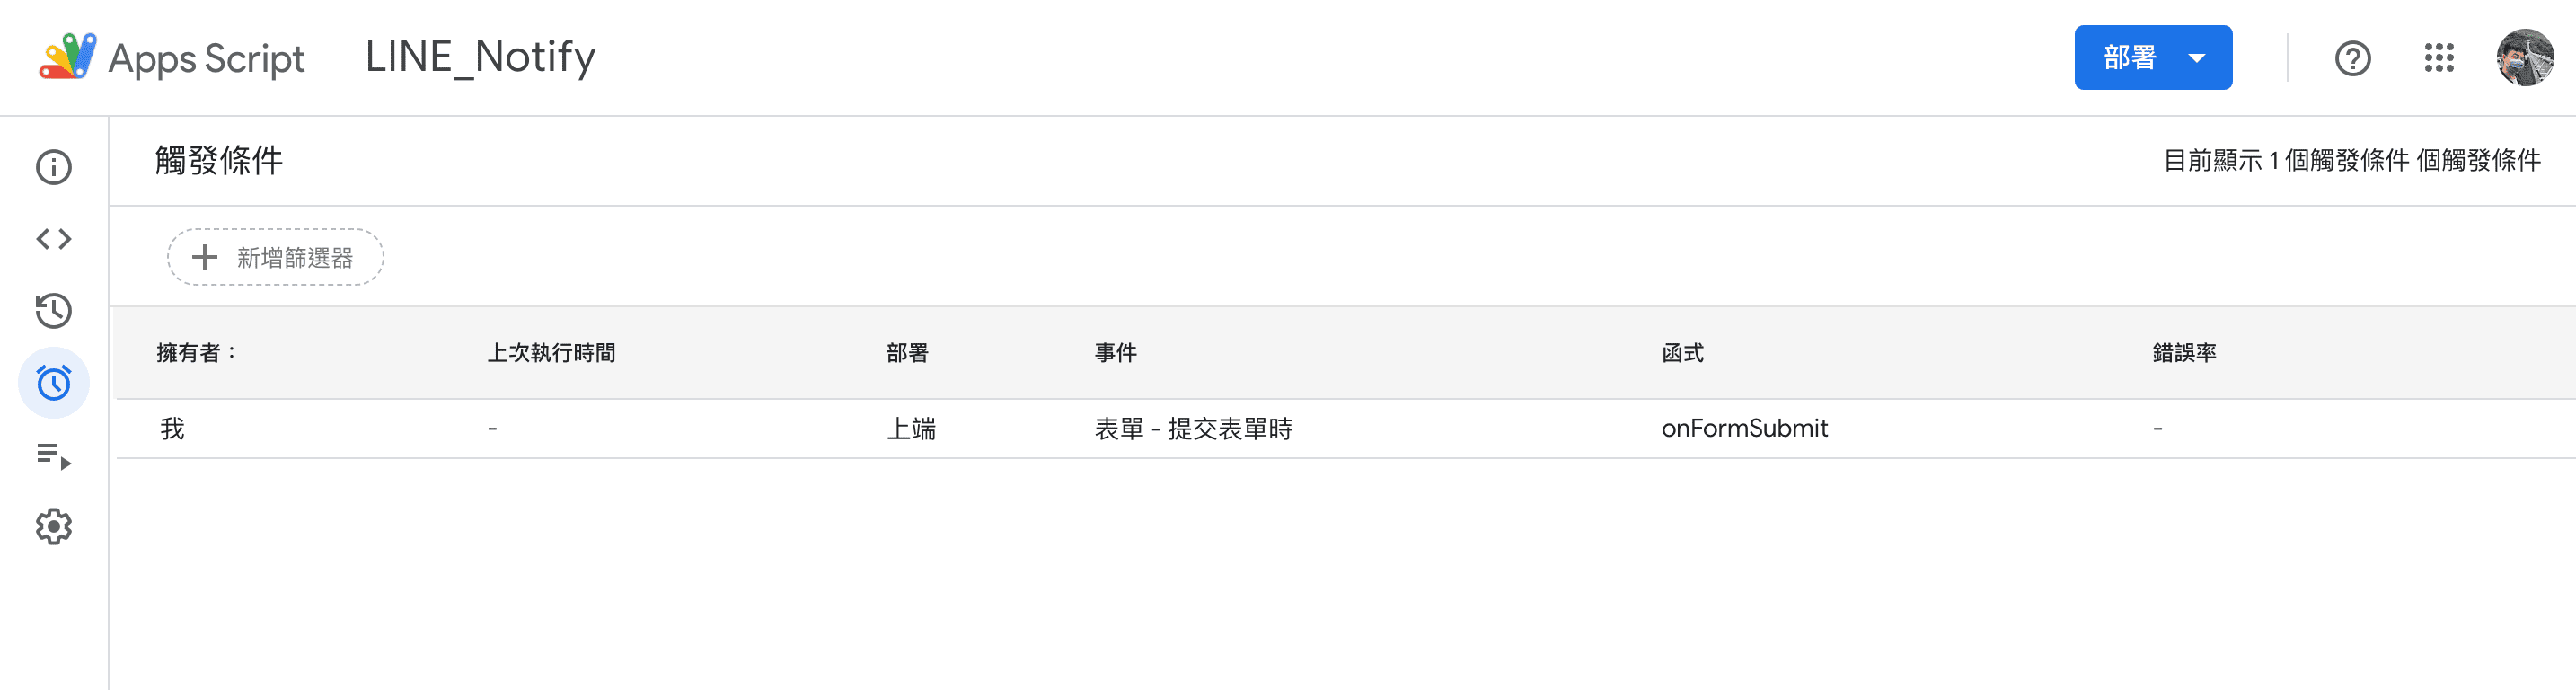 Apps Script LINE_Notify 部署
觸發條件 目前顯示 1 個觸發條件 個觸發條件
新增篩選器
擁有者： 上次執行時間 部署 事件 函式 錯誤率
我 - 上端 表單 - 提交表單時 onFormSubmit -